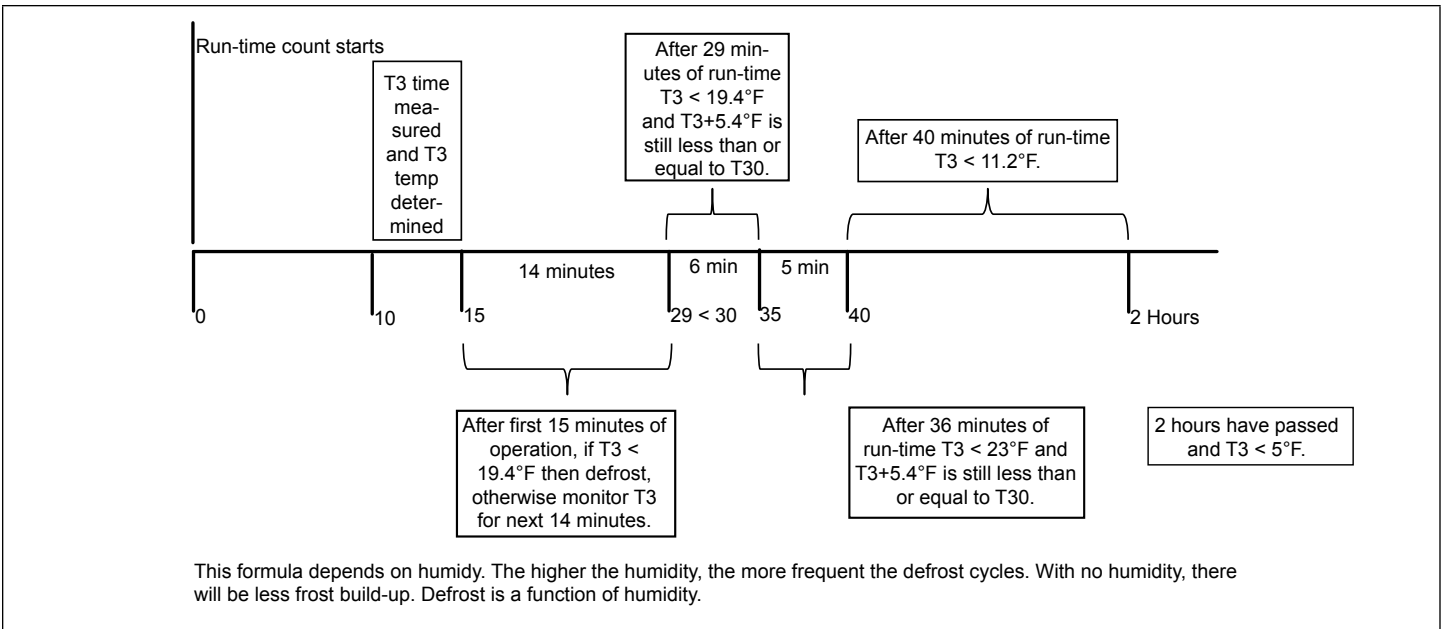 Run-time count starts
T3 time
mea-
sured
and T3
temp
deter-
mined
After 29 min-
utes of run-time
T3 < 19.4°F
and T3+5.4°F is
still less than or
equal to T30.
After 40 minutes of run-time
T3 < 11.2°F.
14 minutes
6 min
5 min
0
10
15
29 < 30
35
40
2 Hours
After first 15 minutes of
operation, if T3 <
19.4°F then defrost,
otherwise monitor T3
for next 14 minutes.
After 36 minutes of
run-time T3 < 23°F and
T3+5.4°F is still less than
or equal to T30.
2 hours have passed
and T3 < 5°F.
This formula depends on humidy. The higher the humidity, the more frequent the defrost cycles. With no humidity, there
will be less frost build-up. Defrost is a function of humidity.